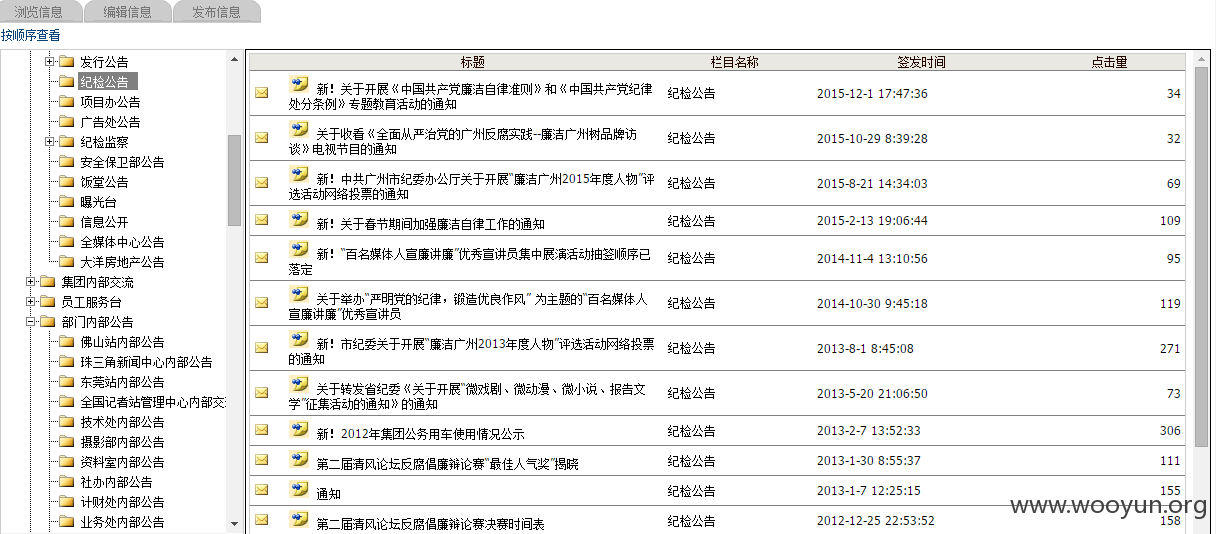 浏览信息 编辑信息 发布信息
按顺序查看
发行公告
纪检公告
项目办公告
广告处公告
纪检监察
安全保卫部公告
饭堂公告
曝光台
信息公开
全媒体中心公告
大洋房地产公告
集团内部交流
员工服务台
部门内部公告
佛山站内部公告
珠三角新闻中心内部公告
东莞站内部公告
全国记者站管理中心内部交
技术处内部公告
摄影部内部公告
资料室内部公告
社办内部公告
计财处内部公告
业务处内部公告
标题 栏目名称 签发时间 点击量
新！关于开展《中国共产党廉洁自律准则》和《中国共产党纪律
处分条例》专题教育活动的通知 纪检公告 2015-12-1 17:47:36 34
关于收看《全面从严治党的广州反腐实践--廉洁广州树品牌访
谈》电视节目的通知 纪检公告 2015-10-29 8:39:28 32
新！中共广州市纪委办公厅关于开展“廉洁广州2015年度人物”评
选活动网络投票的通知 纪检公告 2015-8-21 14:34:03 69
新！关于春节期间加强廉洁自律工作的通知 纪检公告 2015-2-13 19:06:44 109
新！“百名媒体人宣廉讲廉”优秀宣讲员集中展演活动抽签顺序已
落定 纪检公告 2014-11-4 13:10:56 95
关于举办“严明党的纪律，锻造优良作风” 为主题的“百名媒体人
宣廉讲廉”优秀宣讲员 纪检公告 2014-10-30 9:45:18 119
新！市纪委关于开展“廉洁广州2013年度人物”评选活动网络投票
的通知 纪检公告 2013-8-1 8:45:08 271
关于转发省纪委《关于开展“微戏剧、微动漫、微小说、报告文
学”征集活动的通知》的通知 纪检公告 2013-5-20 21:06:50 73
新！2012年集团公务用车使用情况公示 纪检公告 2013-2-7 13:52:33 306
第二届清风论坛反腐倡廉辩论赛“最佳人气奖”揭晓 纪检公告 2013-1-30 8:55:37 111
通知 纪检公告 2013-1-7 12:25:15 155
第二届清风论坛反腐倡廉辩论赛决赛时间表 纪检公告 2012-12-25 22:53:52 158
www.wooyun.org